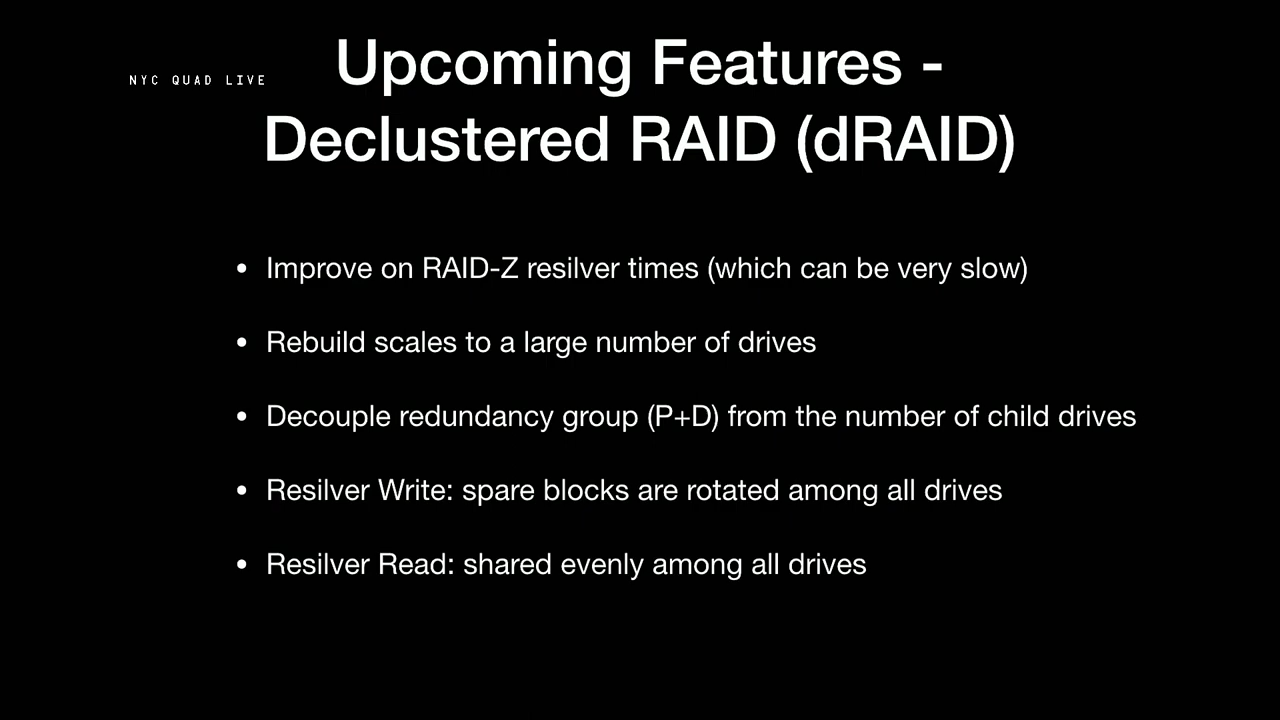 NYC QUAD LIVE
Upcoming Features -
Declustered RAID (dRAID)
• Improve on RAID-Z resilver times (which can be very slow)
• Rebuild scales to a large number of drives
• Decouple redundancy group (P+D) from the number of child drives
• Resilver Write: spare blocks are rotated among all drives
• Resilver Read: shared evenly among all drives